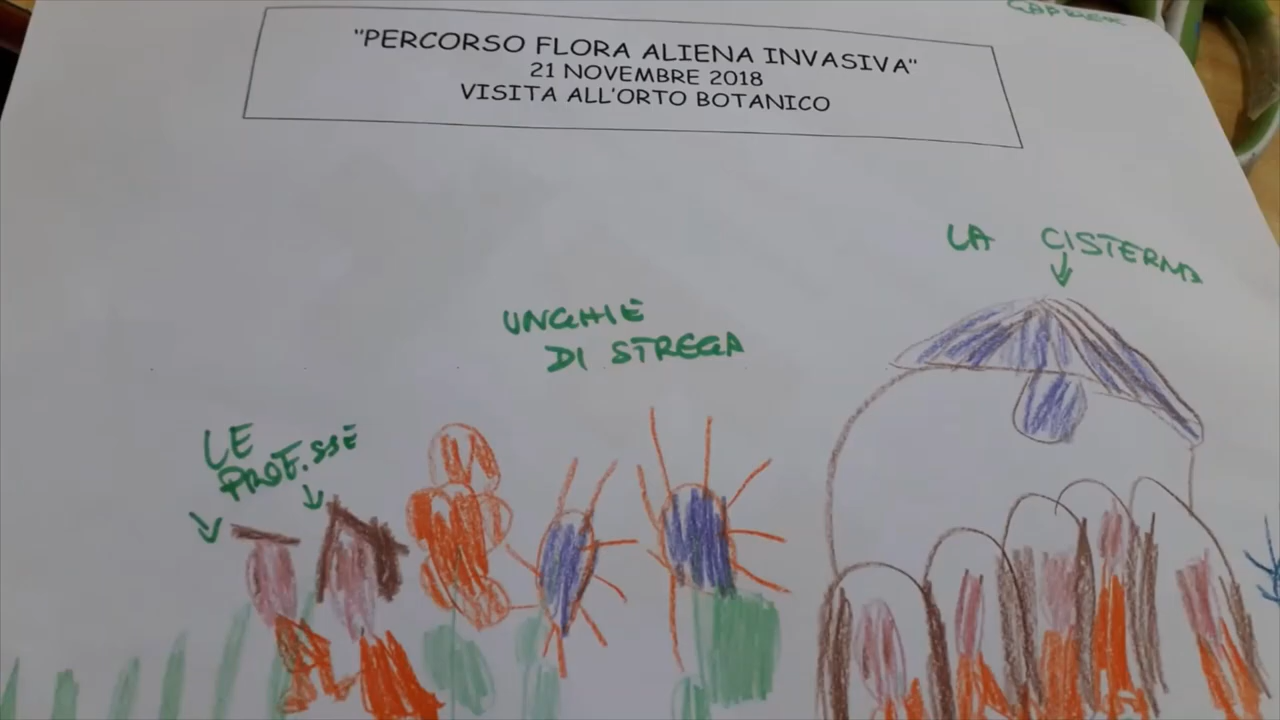 "PERCORSO FLORA ALIENA INVASIVA"
21 NOVEMBRE 2018
VISITA ALL'ORTO BOTANICO
LA CISTERNA
UNGHIE
DI STREGA
LE
PROF.SSE